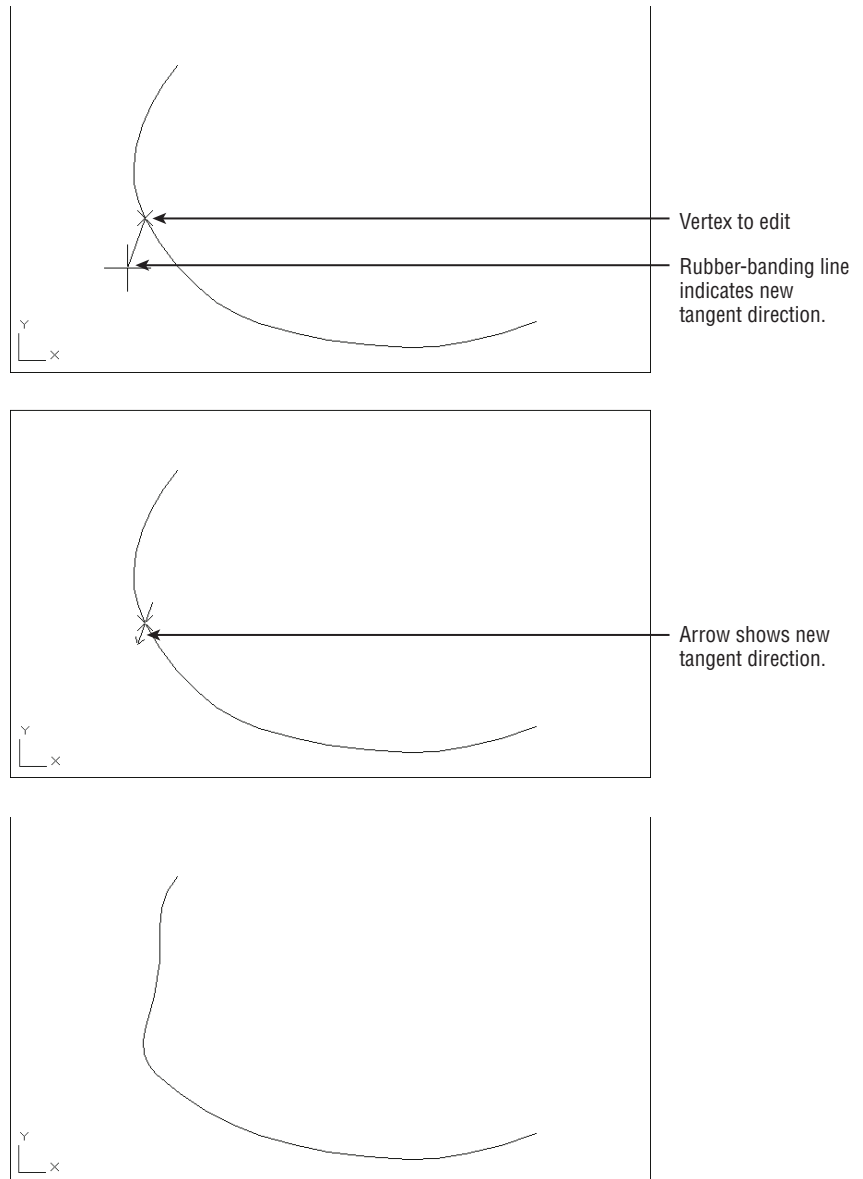 Vertex to edit
Rubber-banding line
indicates new
tangent direction.
Y
X
Arrow shows new
tangent direction.
Y
X
Y
X